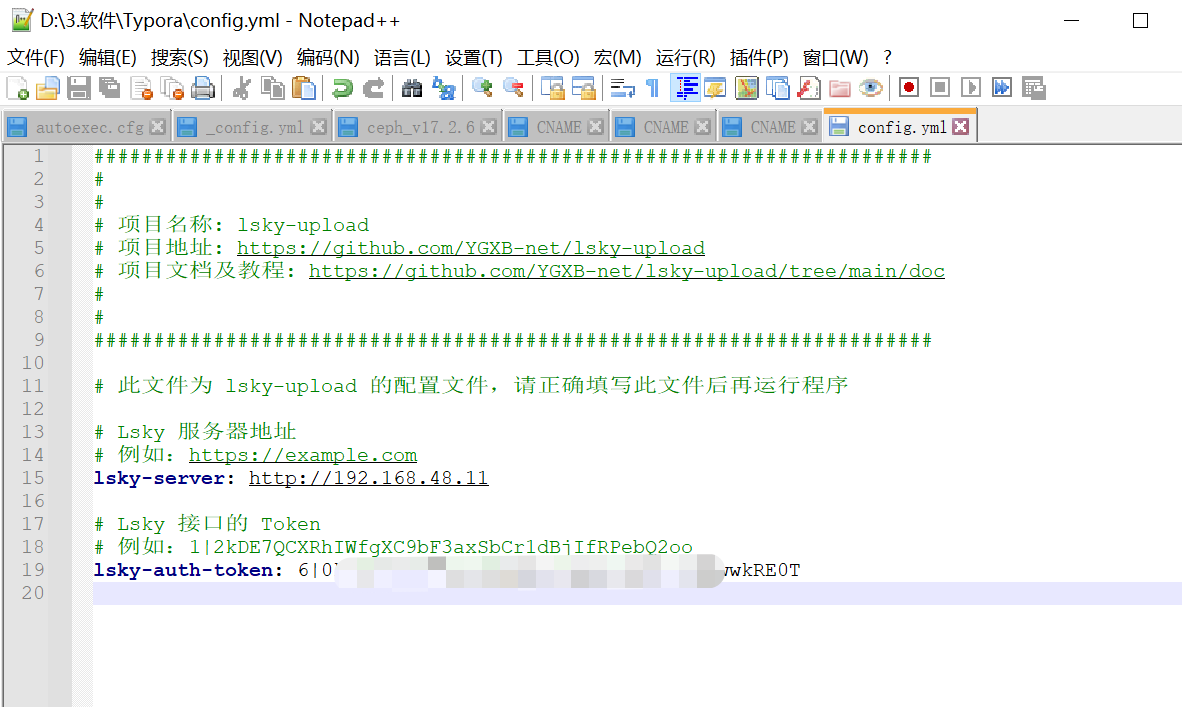 D:\3.软件\Typora\config.yml - Notepad++
文件(F) 编辑(E) 搜索(S) 视图(V) 编码(N) 语言(L) 设置(T) 工具(O) 宏(M) 运行(R) 插件(P) 窗口(W) ?
autoexec.cfg _config.yml ceph_v17.2.6 CNAME CNAME CNAME config.yml
1 ######################################################################
2 #
3 #
4 # 项目名称: lsky-upload
5 # 项目地址: https://github.com/YGXB-net/lsky-upload
6 # 项目文档及教程: https://github.com/YGXB-net/lsky-upload/tree/main/doc
7 #
8 #
9 ######################################################################
10
11 # 此文件为 lsky-upload 的配置文件，请正确填写此文件后再运行程序
12
13 # Lsky 服务器地址
14 # 例如: https://example.com
15 lsky-server: http://192.168.48.11
16
17 # Lsky 接口的 Token
18 # 例如: 1|2kDE7QCXRhIWfgXC9bF3axSbCr1dBjIfRPebQ2oo
19 lsky-auth-token: 6|0 wkRE0T
20